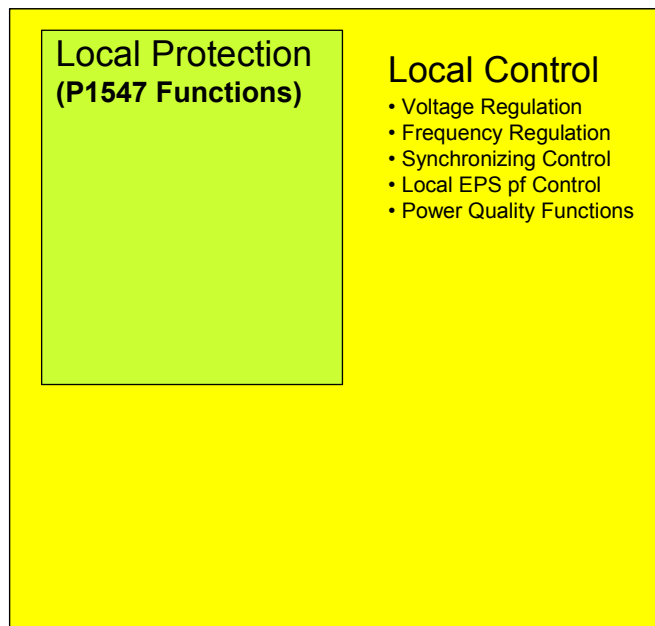 Local Protection
(P1547 Functions)
Local Control
• Voltage Regulation
• Frequency Regulation
• Synchronizing Control
• Local EPS pf Control
• Power Quality Functions